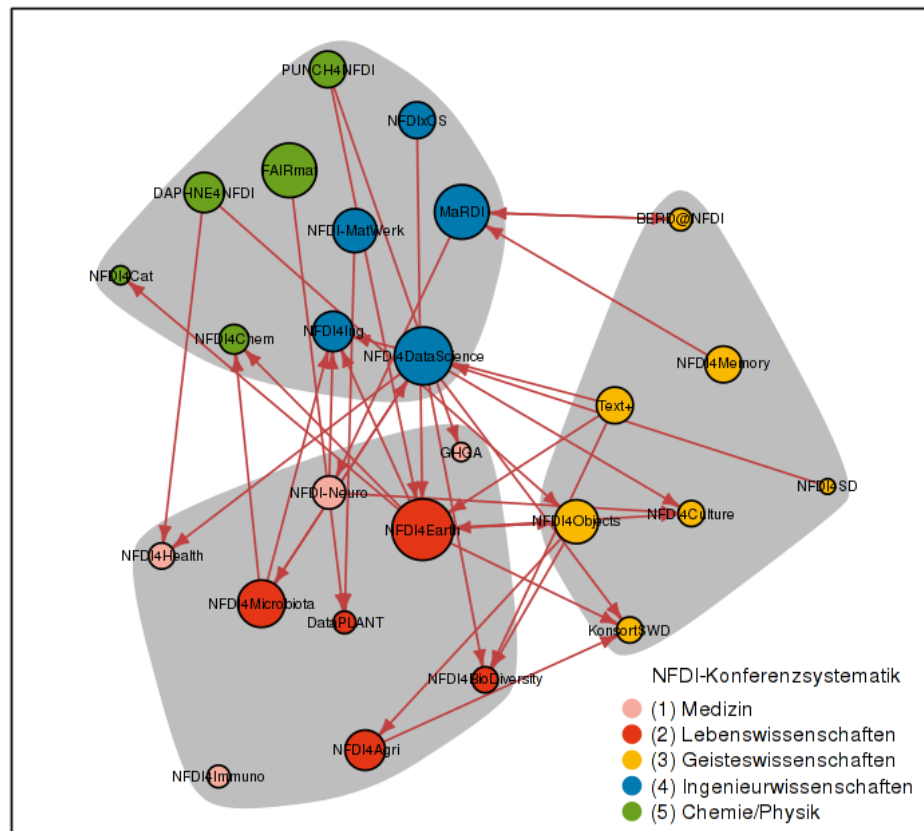 PUNCH4NFDI
NFDIxCS
FAIRmat
DAPHNE4NFDI
MaRDI
BERD@NFDI
NFDI-MatWerk
NFDI4Cat
NFDI4Chem
NFDI4Ing
NFDI4DataScience
NFDI4Memory
Text+
GHGA
NFDI-Neuro
NFDI4SD
NFDI4Earth
NFDI4Objects
NFDI4Culture
NFDI4Health
NFDI4Microbiota
DataPLANT
KonsortSWD
NFDI4BioDiversity
NFDI4Agri
NFDI4Immuno
NFDI-Konferenzsystematik
(1) Medizin
(2) Lebenswissenschaften
(3) Geisteswissenschaften
(4) Ingenieurwissenschaften
(5) Chemie/Physik